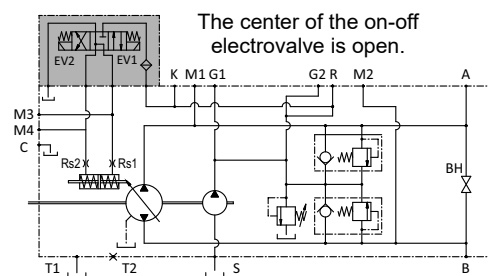 The center of the on-off
electrovalve is open.
EV2 EV1
K M1 G1 G2 R M2 A
M3
M4
C
Rs2 Rs1
BH
T1 T2 S B